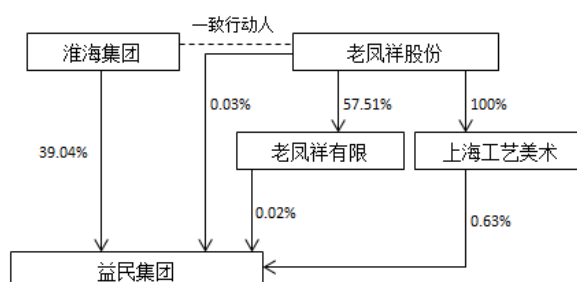 一致行动人
淮海集团
老凤祥股份
0.03%
57.51%
100%
39.04%
老凤祥有限
上海工艺美术
0.02%
0.63%
益民集团